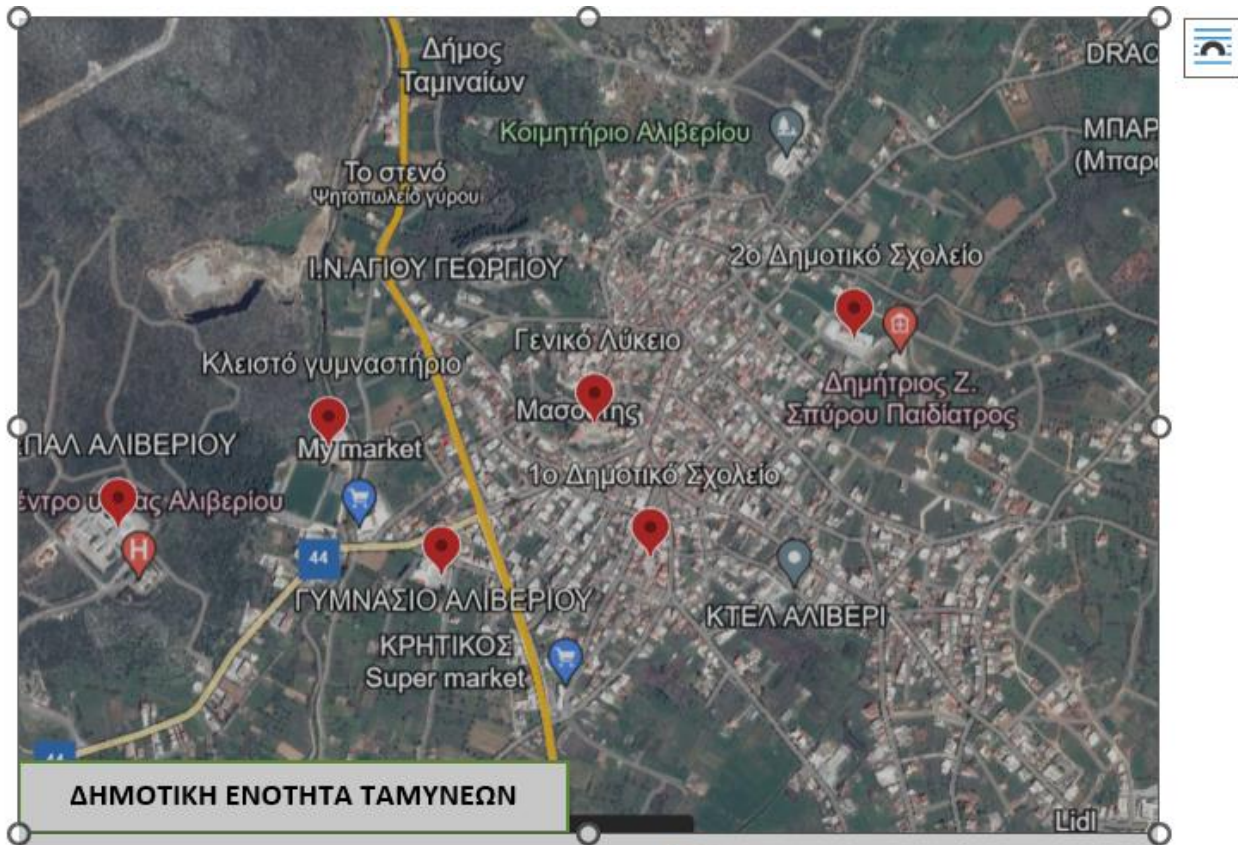 Δήμος
Ταμιναίων
DRAC
Κοιμητήριο Αλιβερίου
ΜΠΑΡ
(Μπαρ
Το στενό
Ψητοπωλείο γύρου
2ο Δημοτικό Σχολείο
Ι.Ν.ΑΓΙΟΥ ΓΕΩΡΓΙΟΥ
Γενικό Λύκειο
Κλειστό γυμναστήριο
Δημήτριος Ζ.
Σπύρου Παιδίατρος
My market
ΠΑΛ ΑΛΙΒΕΡΙΟΥ
1ο Δημοτικό Σχολείο
Αλιβερίου
H
44
ΓΥΜΝΑΣΙΟ ΑΛΙΒΕΡΙΟΥ
ΚΤΕΛ ΑΛΙΒΕΡΙ
ΚΡΗΤΙΚΟΣ
Super market
44
ΔΗΜΟΤΙΚΗ ΕΝΟΤΗΤΑ ΤΑΜΥΝΕΩΝ
Lidl